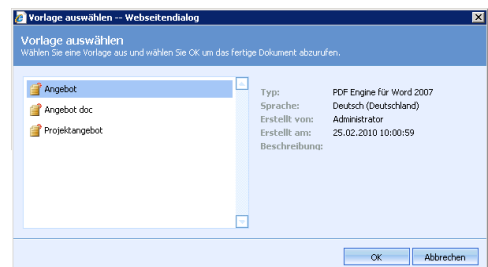 Vorlage auswählen -- Webseitendialog
Vorlage auswählen
Wählen Sie eine Vorlage aus und wählen Sie OK um das fertige Dokument abzurufen.
Angebot
Angebot doc
Projektangebot
Typ: PDF Engine für Word 2007
Sprache: Deutsch (Deutschland)
Erstellt von: Administrator
Erstellt am: 25.02.2010 10:00:59
Beschreibung:
OK Abbrechen